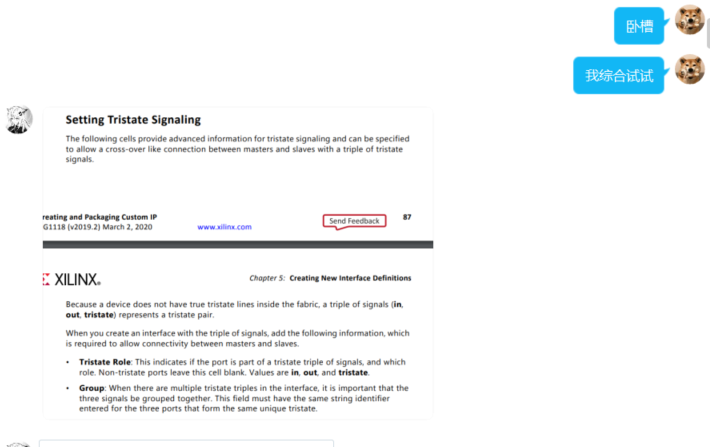 卧槽
我综合试试
Setting Tristate Signaling
The following cells provide advanced information for tristate signaling and can be specified
to allow a cross-over like connection between masters and slaves with a triple of tristate
signals.
reating and Packaging Custom IP
G1118 (v2019.2) March 2, 2020
www.xilinx.com
Send Feedback
87
XILINX®
Chapter 5: Creating New Interface Definitions
Because a device does not have true tristate lines inside the fabric, a triple of signals (in,
out, tristate) represents a tristate pair.
When you create an interface with the triple of signals, add the following information, which
is required to allow connectivity between masters and slaves.
• Tristate Role: This indicates if the port is part of a tristate triple of signals, and which
role. Non-tristate ports leave this cell blank. Values are in, out, and tristate.
• Group: When there are multiple tristate triples in the interface, it is important that the
three signals be grouped together. This field must have the same string identifier
entered for the three ports that form the same unique tristate.